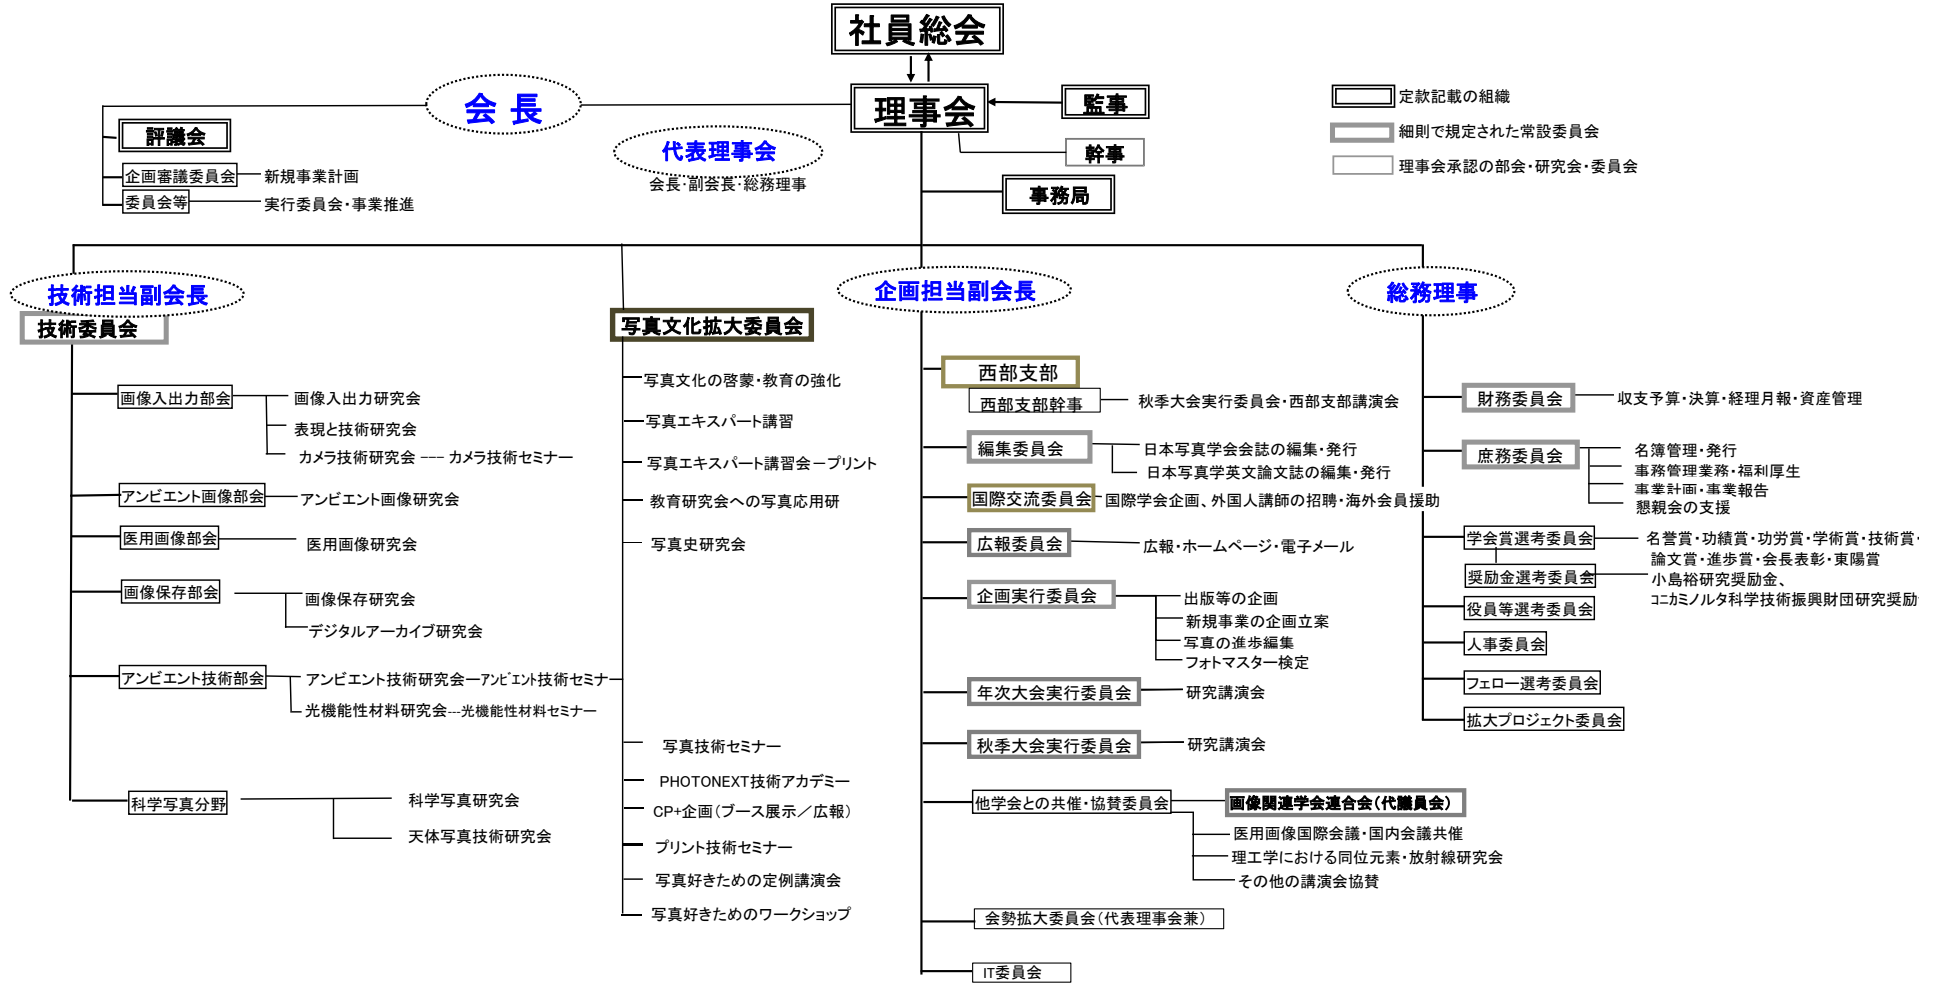 社員総会
会 長
理事会
監事
定款記載の組織
評議会
代表理事会
幹事
細則で規定された常設委員会
企画審議委員会
新規事業計画
会長・副会長・総務理事
理事会承認の部会・研究会・委員会
委員会等
実行委員会・事業推進
事務局
技術担当副会長
技術委員会
画像入出力部会
画像入出力研究会
表現と技術研究会
カメラ技術研究会 --- カメラ技術セミナー
アンビエント画像部会
アンビエント画像研究会
医用画像部会
医用画像研究会
画像保存部会
画像保存研究会
デジタルアーカイブ研究会
アンビエント技術部会
アンビエント技術研究会ーアンビエント技術セミナー
光機能性材料研究会---光機能性材料セミナー
科学写真分野
科学写真研究会
天体写真技術研究会
写真文化拡大委員会
写真文化の啓蒙・教育の強化
写真エキスパート講習
写真エキスパート講習会－プリント
教育研究会への写真応用研
写真史研究会
写真技術セミナー
PHOTONEXT技術アカデミー
CP+企画（ブース展示／広報）
プリント技術セミナー
写真好きための定例講演会
写真好きためのワークショップ
企画担当副会長
西部支部
西部支部幹事
秋季大会実行委員会・西部支部講演会
編集委員会
日本写真学会会誌の編集・発行
日本写真学英文論文誌の編集・発行
国際交流委員会
国際学会企画、外国人講師の招聘・海外会員援助
広報委員会
広報・ホームページ・電子メール
企画実行委員会
出版等の企画
新規事業の企画立案
写真の進歩編集
フォトマスター検定
年次大会実行委員会
研究講演会
秋季大会実行委員会
研究講演会
他学会との共催・協賛委員会
画像関連学会連合会（代議員会）
医用画像国際会議・国内会議共催
理工学における同位元素・放射線研究会
その他の講演会協賛
会勢拡大委員会（代表理事会兼）
IT委員会
総務理事
財務委員会
収支予算・決算・経理月報・資産管理
庶務委員会
名簿管理・発行
事務管理業務・福利厚生
事業計画・事業報告
懇親会の支援
学会賞選考委員会
名誉賞・功績賞・功労賞・学術賞・技術賞・
論文賞・進歩賞・会長表彰・東陽賞
奨励金選考委員会
小島裕研究奨励金、
コニカミノルタ科学技術振興財団研究奨励
役員等選考委員会
人事委員会
フェロー選考委員会
拡大プロジェクト委員会